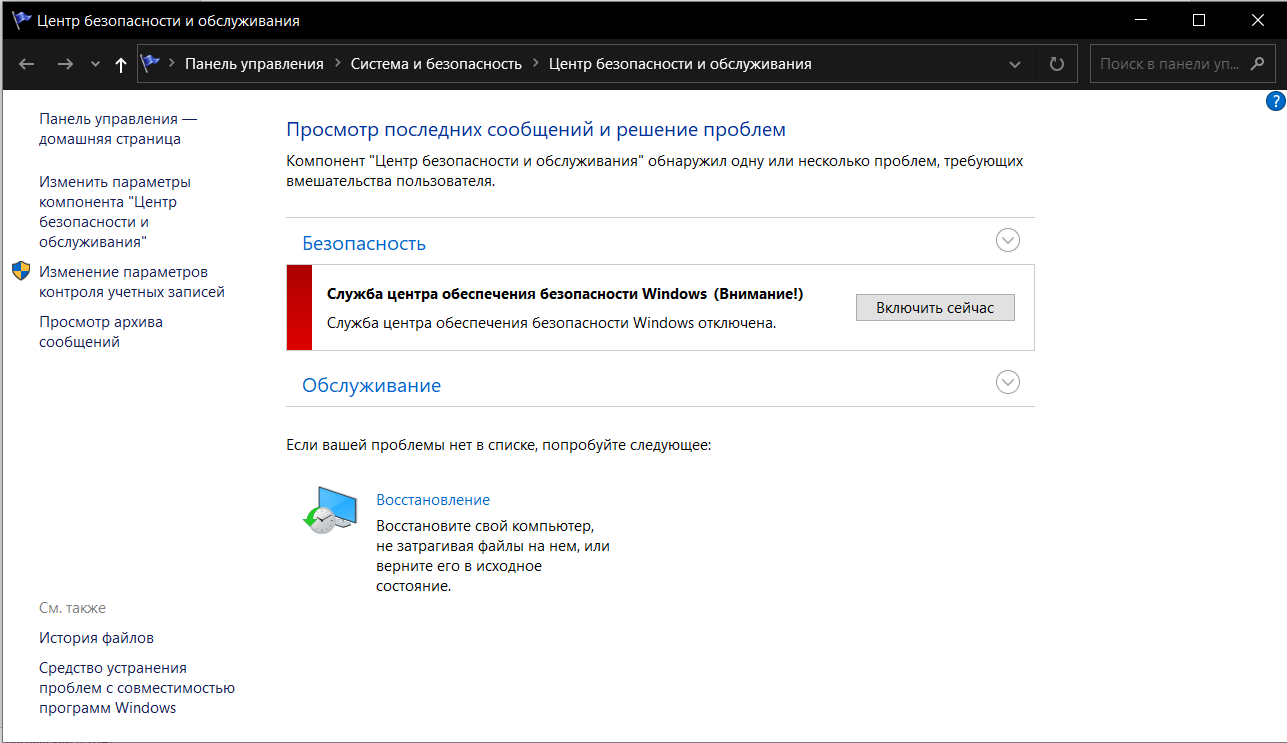 Центр безопасности и обслуживания
Панель управления
Система и безопасность
Центр безопасности и обслуживания
Поиск в панели уп...
?
Панель управления —
домашняя страница
Изменить параметры
компонента "Центр
безопасности и
обслуживания"
Изменение параметров
контроля учетных записей
Просмотр архива
сообщений
Просмотр последних сообщений и решение проблем
Компонент "Центр безопасности и обслуживания" обнаружил одну или несколько проблем, требующих
вмешательства пользователя.
Безопасность
Служба центра обеспечения безопасности Windows (Внимание!)
Служба центра обеспечения безопасности Windows отключена.
Включить сейчас
Обслуживание
Если вашей проблемы нет в списке, попробуйте следующее:
Восстановление
Восстановите свой компьютер,
не затрагивая файлы на нем, или
верните его в исходное
состояние.
См. также
История файлов
Средство устранения
проблем с совместимостью
программ Windows